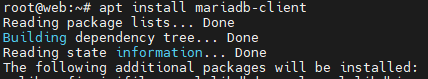 root@web:~# apt install mariadb-client
Reading package lists... Done
Building dependency tree... Done
Reading state information... Done
The following additional packages will be installed: